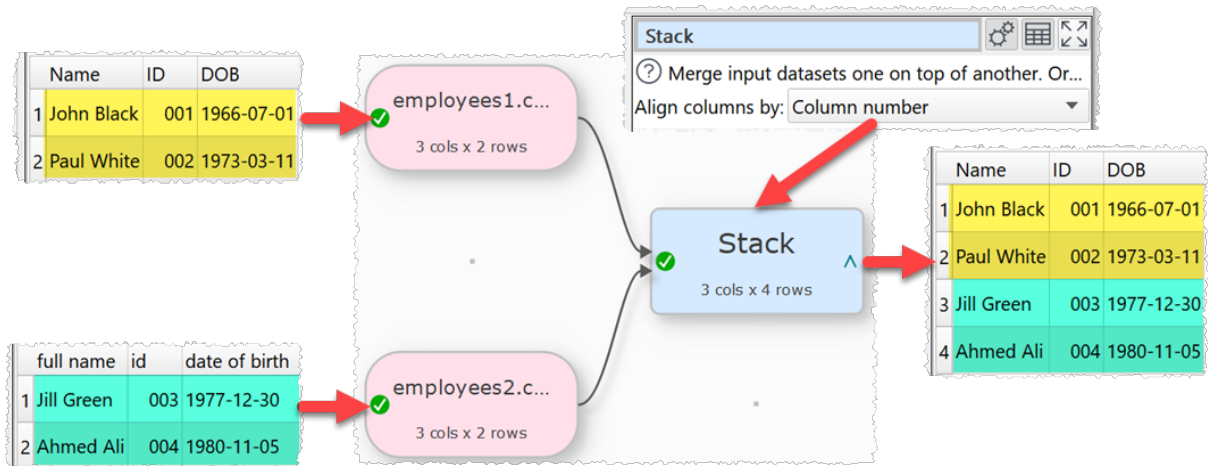 Stack
? Merge input datasets one on top of another. Or...
Align columns by: Column number
Name ID DOB
1 John Black 001 1966-07-01
2 Paul White 002 1973-03-11
employees1.c...
3 cols x 2 rows
Stack
3 cols x 4 rows
Name ID DOB
1 John Black 001 1966-07-01
2 Paul White 002 1973-03-11
3 Jill Green 003 1977-12-30
4 Ahmed Ali 004 1980-11-05
full name id date of birth
1 Jill Green 003 1977-12-30
2 Ahmed Ali 004 1980-11-05
employees2.c...
3 cols x 2 rows